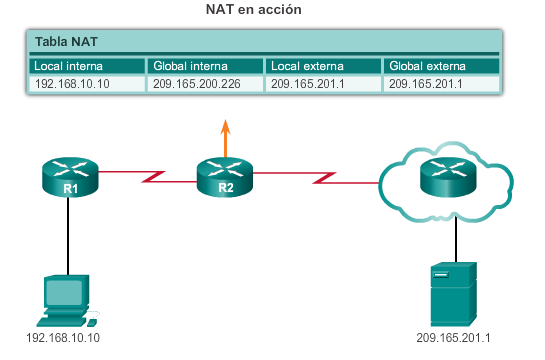 NAT en acción
Tabla NAT
Local interna Global interna Local externa Global externa
192.168.10.10 209.165.200.226 209.165.201.1 209.165.201.1
R1 R2
192.168.10.10 209.165.201.1